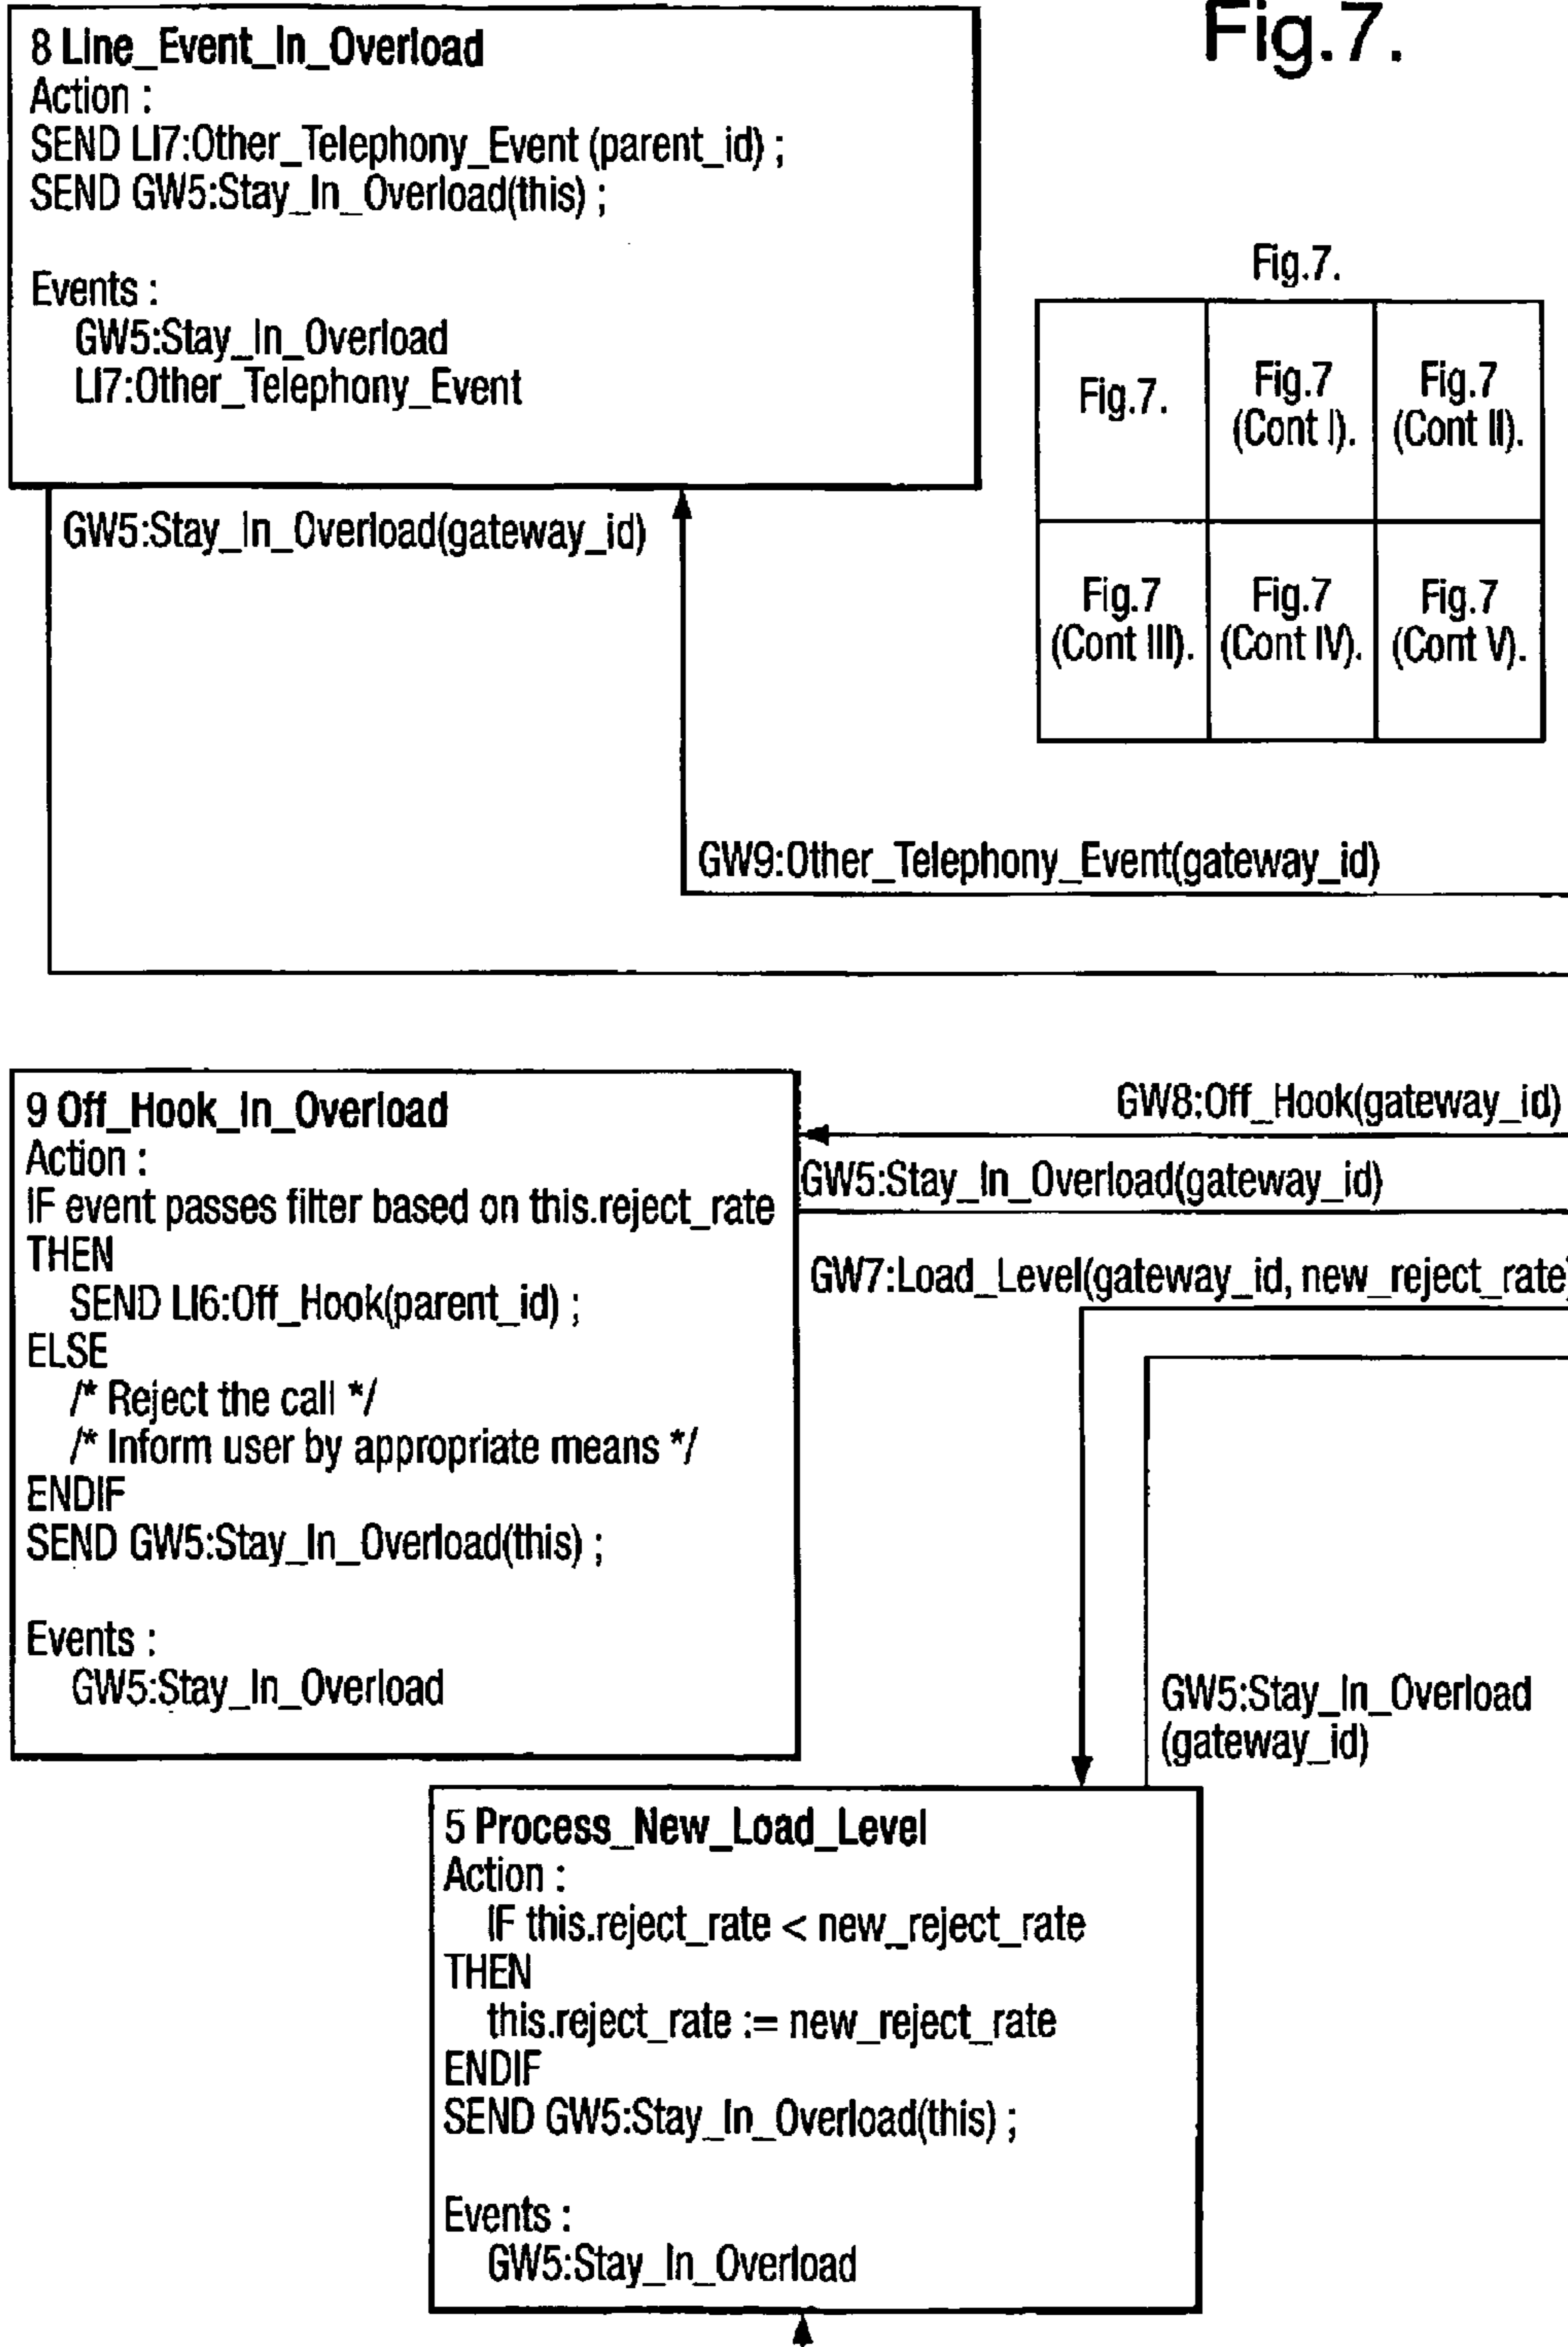 Fig.7.
8 Line_Event_In_Overload
Action :
SEND LI7:Other_Telephony_Event (parent_id) ;
SEND GW5:Stay_In_Overload(this) ;
Events :
GW5:Stay_In_Overload
LI7:Other_Telephony_Event
Fig.7.
Fig.7.
Fig.7
(Cont I).
Fig.7
(Cont II).
Fig.7
(Cont III).
Fig.7
(Cont IV).
Fig.7
(Cont V).
GW5:Stay_In_Overload(gateway_id)
GW9:Other_Telephony_Event(gateway_id)
9 Off_Hook_In_Overload
Action :
IF event passes filter based on this.reject_rate
THEN
SEND LI6:Off_Hook(parent_id) ;
ELSE
/* Reject the call */
/* Inform user by appropriate means */
ENDIF
SEND GW5:Stay_In_Overload(this) ;
Events :
GW5:Stay_In_Overload
GW8:Off_Hook(gateway_id)
GW5:Stay_In_Overload(gateway_id)
GW7:Load_Level(gateway_id, new_reject_rate)
GW5:Stay_In_Overload
(gateway_id)
5 Process_New_Load_Level
Action :
IF this.reject_rate < new_reject_rate
THEN
this.reject_rate := new_reject_rate
ENDIF
SEND GW5:Stay_In_Overload(this) ;
Events :
GW5:Stay_In_Overload